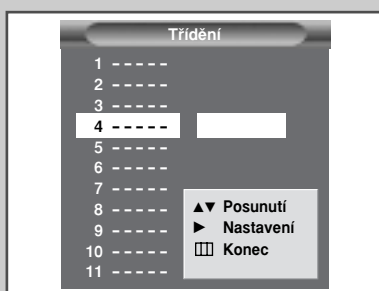 Třídění
1 -----
2 -----
3 -----
4 -----
5 -----
6 -----
7 -----
8 -----
9 -----
10 -----
11 -----
▲▼ Posunutí
► Nastavení
Konec